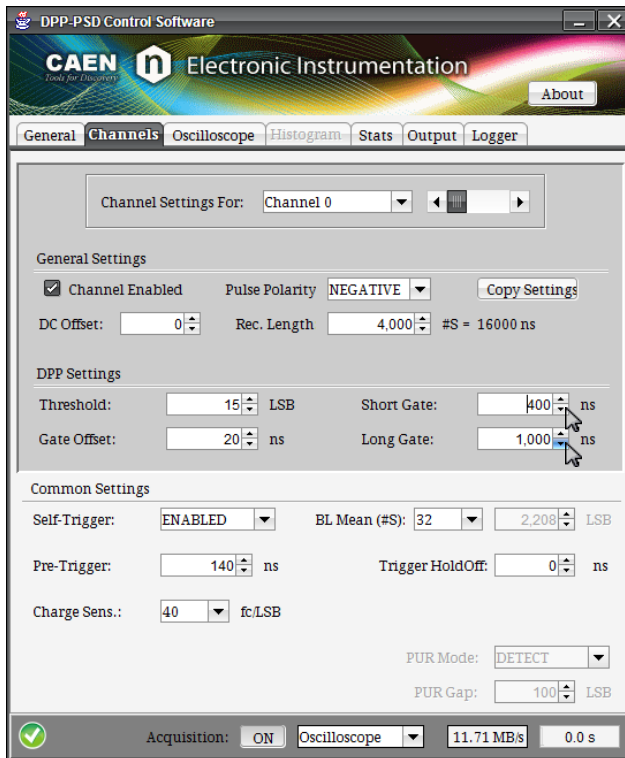 DPP-PSD Control Software
CAEN n Electronic Instrumentation
Tools for Discovery
About
General Channels Oscilloscope Histogram Stats Output Logger
Channel Settings For: Channel 0
General Settings
Channel Enabled Pulse Polarity NEGATIVE Copy Settings
DC Offset: 0 Rec. Length 4,000 #S = 16000 ns
DPP Settings
Threshold: 15 LSB Short Gate: 400 ns
Gate Offset: 20 ns Long Gate: 1,000 ns
Common Settings
Self-Trigger: ENABLED BL Mean (#S): 32 2,208 LSB
Pre-Trigger: 140 ns Trigger HoldOff: 0 ns
Charge Sens.: 40 fc/LSB
PUR Mode: DETECT
PUR Gap: 100 LSB
Acquisition: ON Oscilloscope 11.71 MB/s 0.0 s